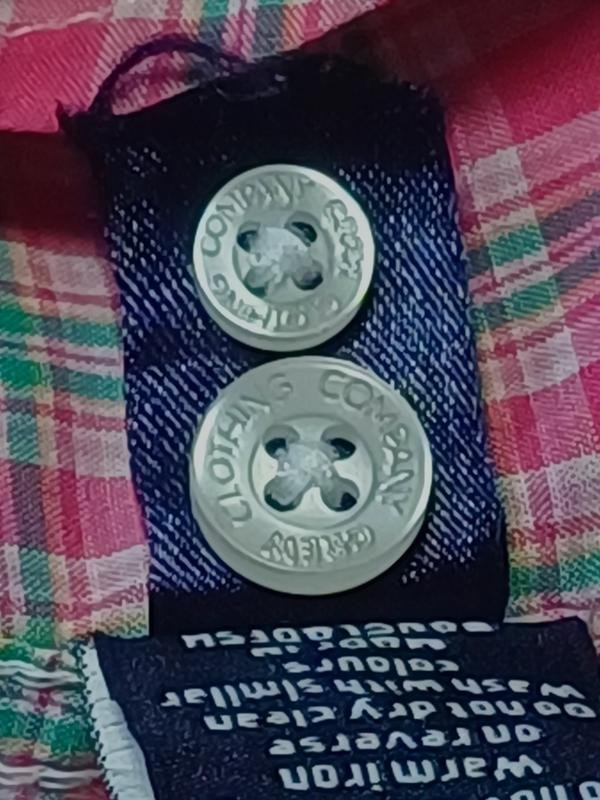 COMPANY CLOTHING
CLOTHING COMPANY
Warm iron
on reverse
Do not dry clean
Wash with similar
colours